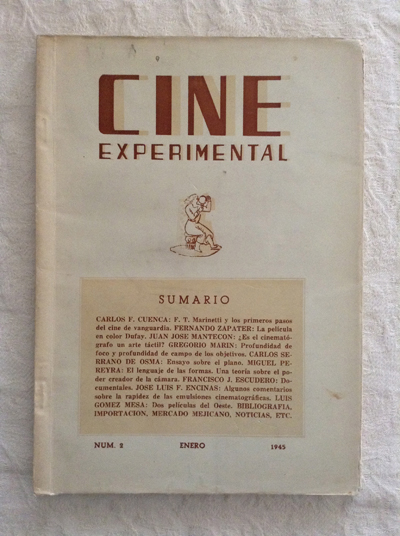 CINE
EXPERIMENTAL
SUMARIO
CARLOS F. CUENCA: F. T. Marinetti y los primeros pasos
del cine de vanguardia. FERNANDO ZAPATER: La película
en color Dufay. JUAN JOSE MANTECON: ¿Es el cinemató-
grafo un arte táctil? GREGORIO MARIN: Profundidad de
foco y profundidad de campo de los objetivos. CARLOS SE-
RRANO DE OSMA: Ensayo sobre el plano. MIGUEL PE-
REYRA: El lenguaje de las formas. Una teoría sobre el po-
der creador de la cámara. FRANCISCO J. ESCUDERO: Do-
cumentales. JOSE LUIS F. ENCINAS: Algunos comentarios
sobre la rapidez de las emulsiones cinematográficas. LUIS
GOMEZ MESA: Dos películas del Oeste. BIBLIOGRAFIA,
IMPORTACION, MERCADO MEJICANO, NOTICIAS, ETC.
NUM. 2 ENERO 1945